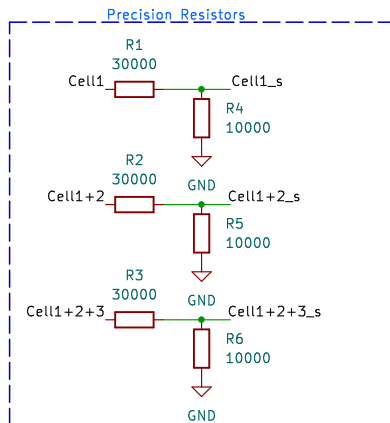 Precision Resistors
R1
30000
Cell1
Cell1_s
R4
10000
GND
R2
30000
Cell1+2
Cell1+2_s
R5
10000
GND
R3
30000
Cell1+2+3
Cell1+2+3_s
R6
10000
GND